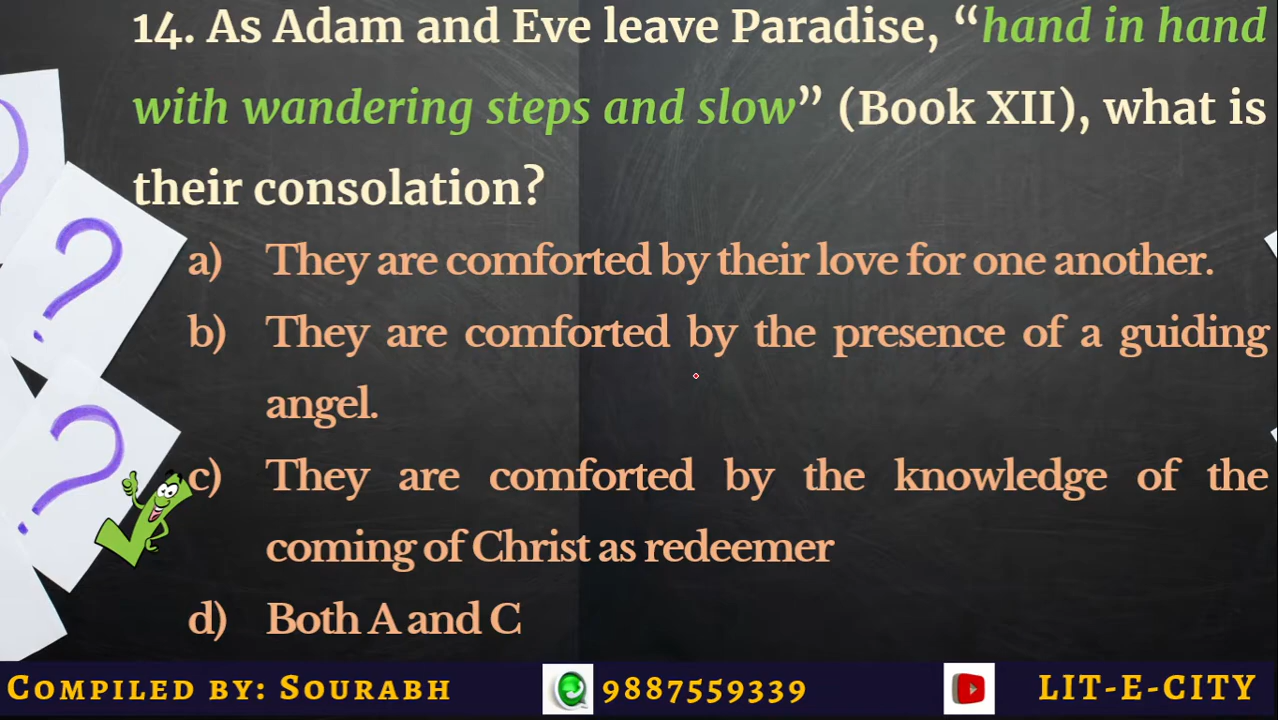 14. As Adam and Eve leave Paradise, “hand in hand
with wandering steps and slow” (Book XII), what is
their consolation?
a) They are comforted by their love for one another.
b) They are comforted by the presence of a guiding
angel.
c) They are comforted by the knowledge of the
coming of Christ as redeemer
d) Both A and C
COMPILED BY: SOURABH 9887559339 LIT-E-CITY